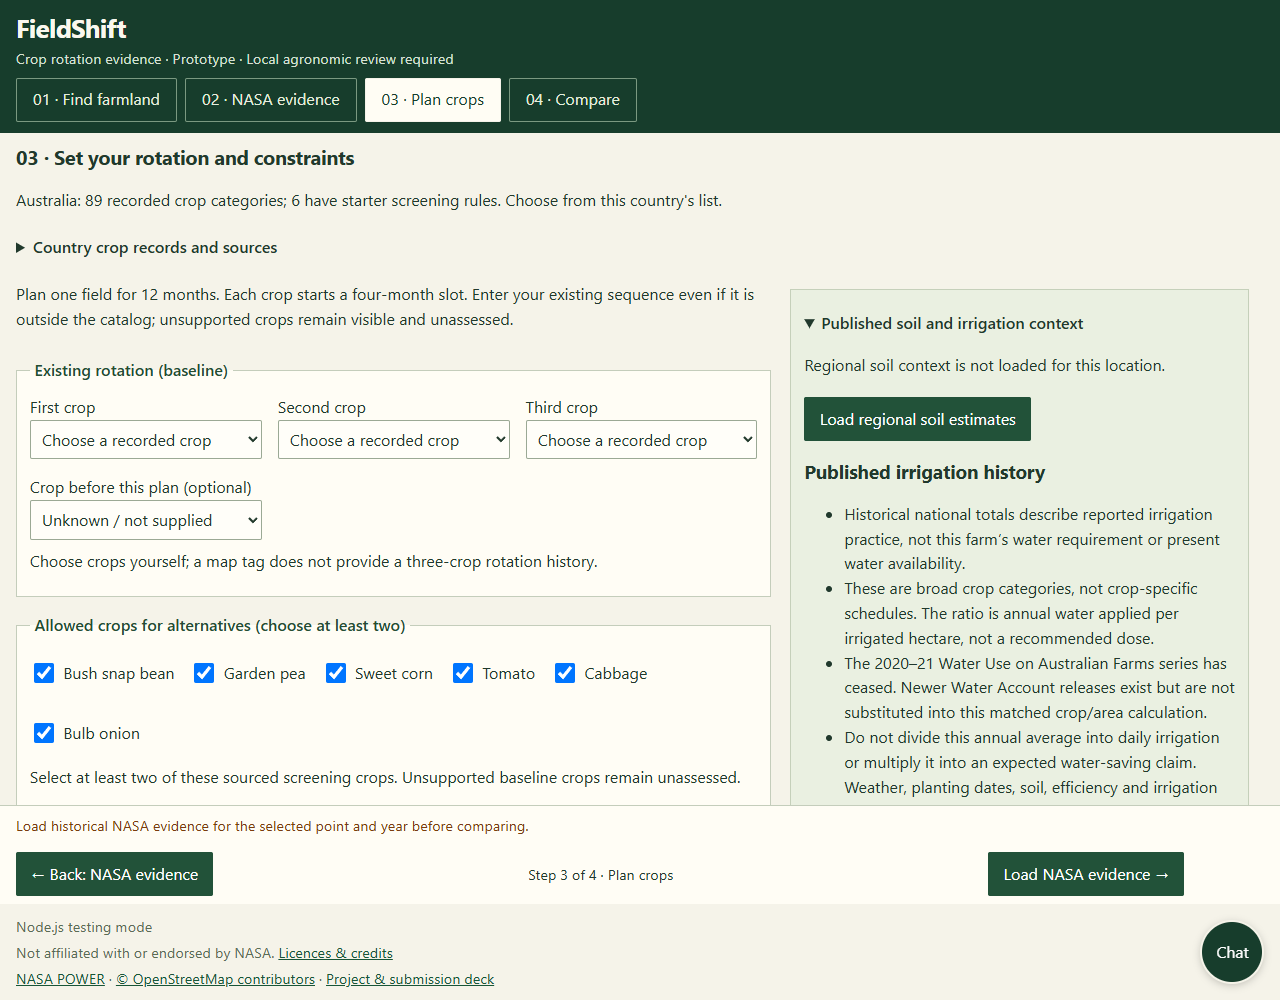 FieldShift
Crop rotation evidence · Prototype · Local agronomic review required
01 · Find farmland
02 · NASA evidence
03 · Plan crops
04 · Compare
03 · Set your rotation and constraints
Australia: 89 recorded crop categories; 6 have starter screening rules. Choose from this country's list.
Country crop records and sources
Plan one field for 12 months. Each crop starts a four-month slot. Enter your existing sequence even if it is
outside the catalog; unsupported crops remain visible and unassessed.
Existing rotation (baseline)
First crop
Second crop
Third crop
Choose a recorded crop
Choose a recorded crop
Choose a recorded crop
Crop before this plan (optional)
Unknown / not supplied
Choose crops yourself; a map tag does not provide a three-crop rotation history.
Allowed crops for alternatives (choose at least two)
Bush snap bean
Garden pea
Sweet corn
Tomato
Cabbage
Bulb onion
Select at least two of these sourced screening crops. Unsupported baseline crops remain unassessed.
Published soil and irrigation context
Regional soil context is not loaded for this location.
Load regional soil estimates
Published irrigation history
• Historical national totals describe reported irrigation
practice, not this farm's water requirement or present
water availability.
• These are broad crop categories, not crop-specific
schedules. The ratio is annual water applied per
irrigated hectare, not a recommended dose.
• The 2020–21 Water Use on Australian Farms series has
ceased. Newer Water Account releases exist but are not
substituted into this matched crop/area calculation.
• Do not divide this annual average into daily irrigation
or multiply it into an expected water-saving claim.
Weather, planting dates, soil, efficiency and irrigation
Load historical NASA evidence for the selected point and year before comparing.
← Back: NASA evidence
Step 3 of 4 · Plan crops
Load NASA evidence →
Node.js testing mode
Not affiliated with or endorsed by NASA. Licences & credits
NASA POWER · © OpenStreetMap contributors · Project & submission deck
Chat